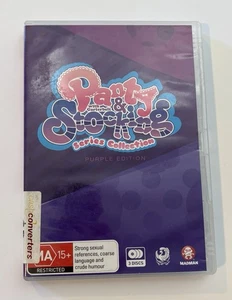 Panty
&
Stocking
Series Collection
PURPLE EDITION
converters
MA 15+
RESTRICTED
Strong sexual
references, coarse
language and
crude humour
3 DISCS
MADMAN